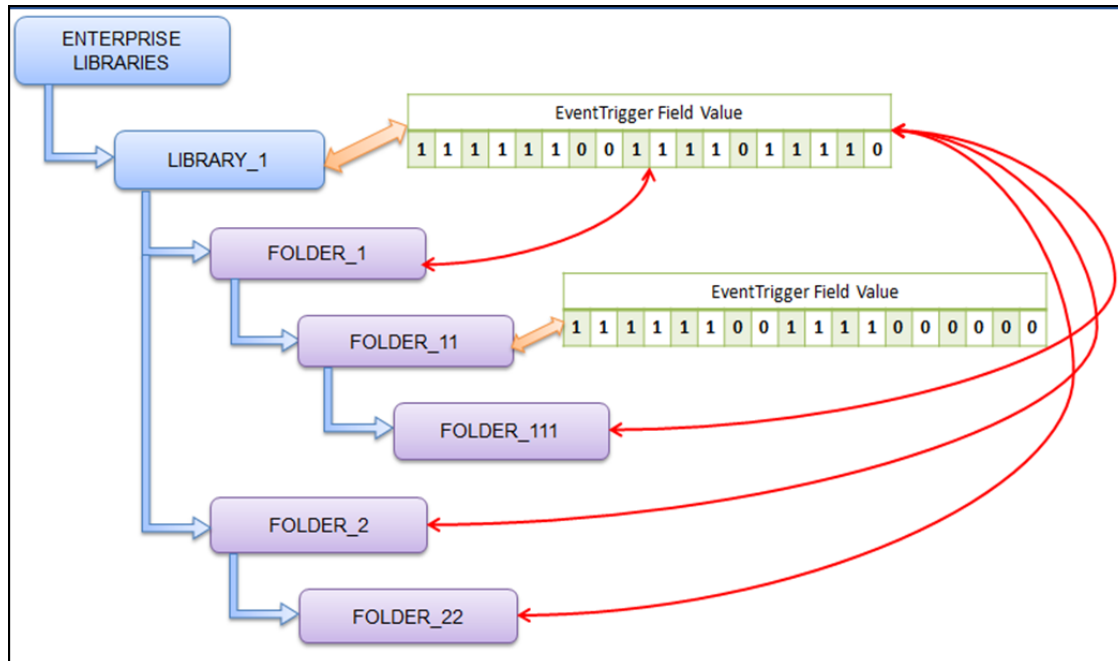 ENTERPRISE
LIBRARIES
EventTrigger Field Value
LIBRARY_1
1 1 1 1 1 1 0 0 1 1 1 1 0 1 1 1 1 0
FOLDER_1
EventTrigger Field Value
FOLDER_11
1 1 1 1 1 1 0 0 1 1 1 1 0 0 0 0 0 0
FOLDER_111
FOLDER_2
FOLDER_22